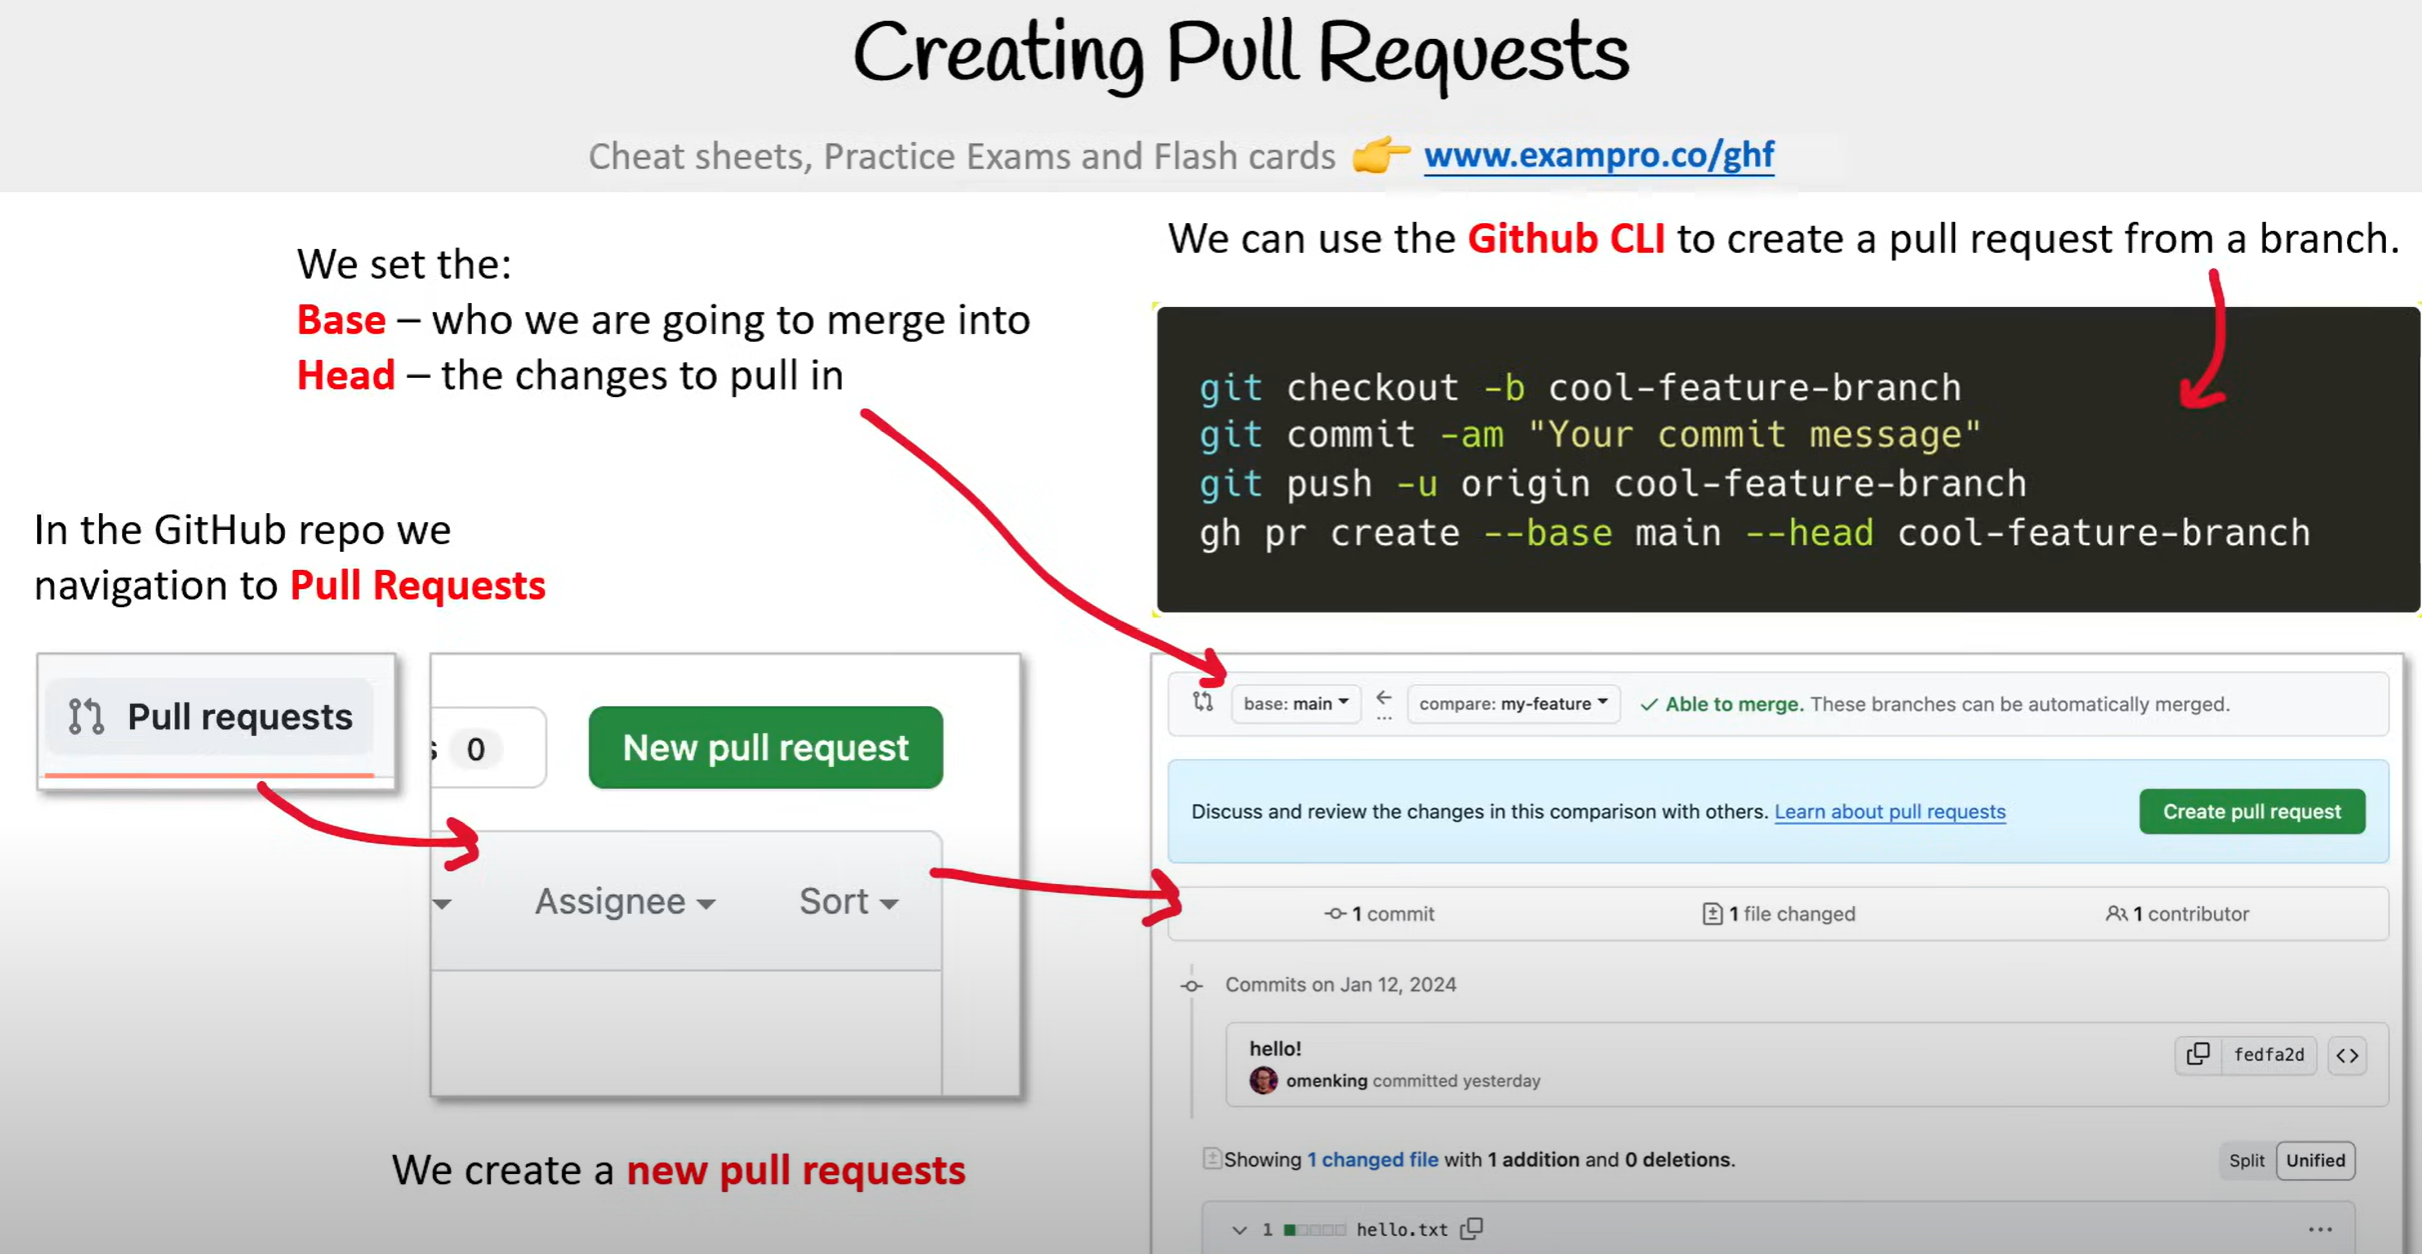 Creating Pull Requests
Cheat sheets, Practice Exams and Flash cards 👉 www.exampro.co/ghf
We set the:
Base – who we are going to merge into
Head – the changes to pull in
In the GitHub repo we
navigation to Pull Requests
Pull requests
s 0
New pull request
Assignee
Sort
We create a new pull requests
We can use the Github CLI to create a pull request from a branch.
git checkout -b cool-feature-branch
git commit -am "Your commit message"
git push -u origin cool-feature-branch
gh pr create --base main --head cool-feature-branch
base: main
compare: my-feature
✓ Able to merge. These branches can be automatically merged.
Discuss and review the changes in this comparison with others. Learn about pull requests
Create pull request
1 commit
1 file changed
1 contributor
Commits on Jan 12, 2024
hello!
fedfa2d
omenking committed yesterday
Showing 1 changed file with 1 addition and 0 deletions.
Split
Unified
1 hello.txt